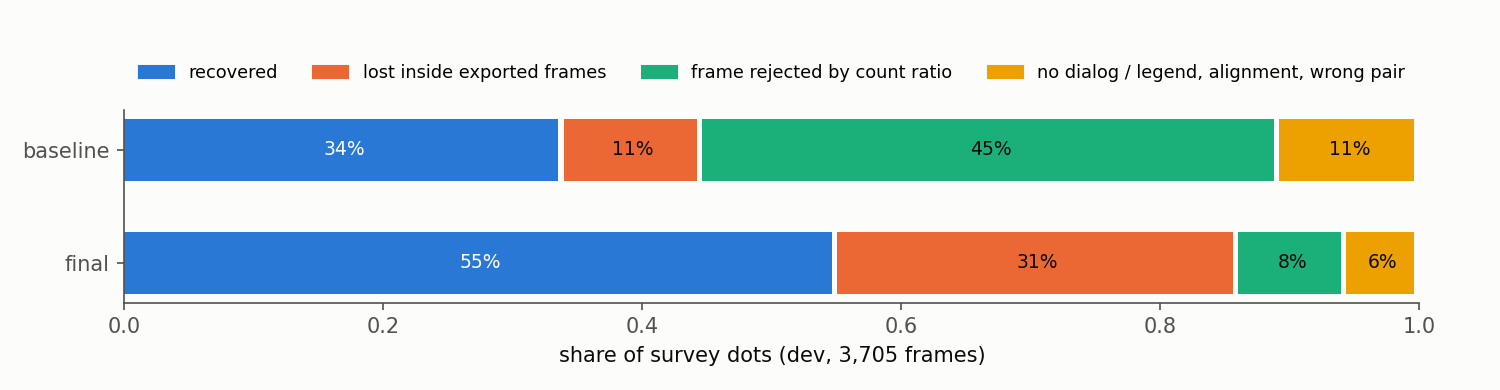 recovered lost inside exported frames frame rejected by count ratio no dialog / legend, alignment, wrong pair
baseline 34% 11% 45% 11%
final 55% 31% 8% 6%
0.0 0.2 0.4 0.6 0.8 1.0
share of survey dots (dev, 3,705 frames)